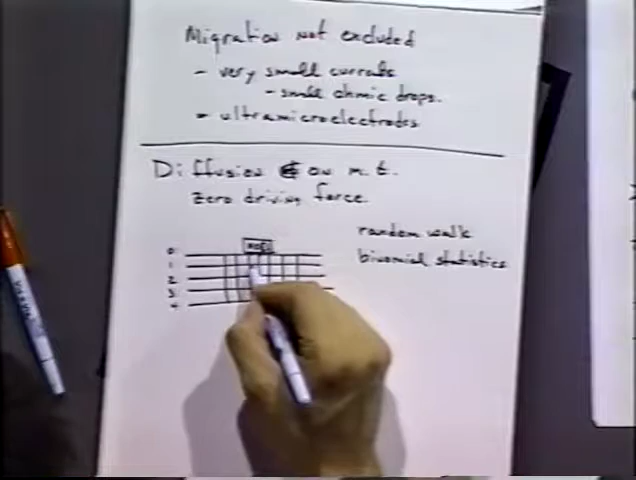 Migration not excluded
- very small currents
- small ohmic drops.
- ultramicroelectrodes
Diffusion on m.t.
zero driving force.
random walk
binomial statistics
0
1
2
3
4